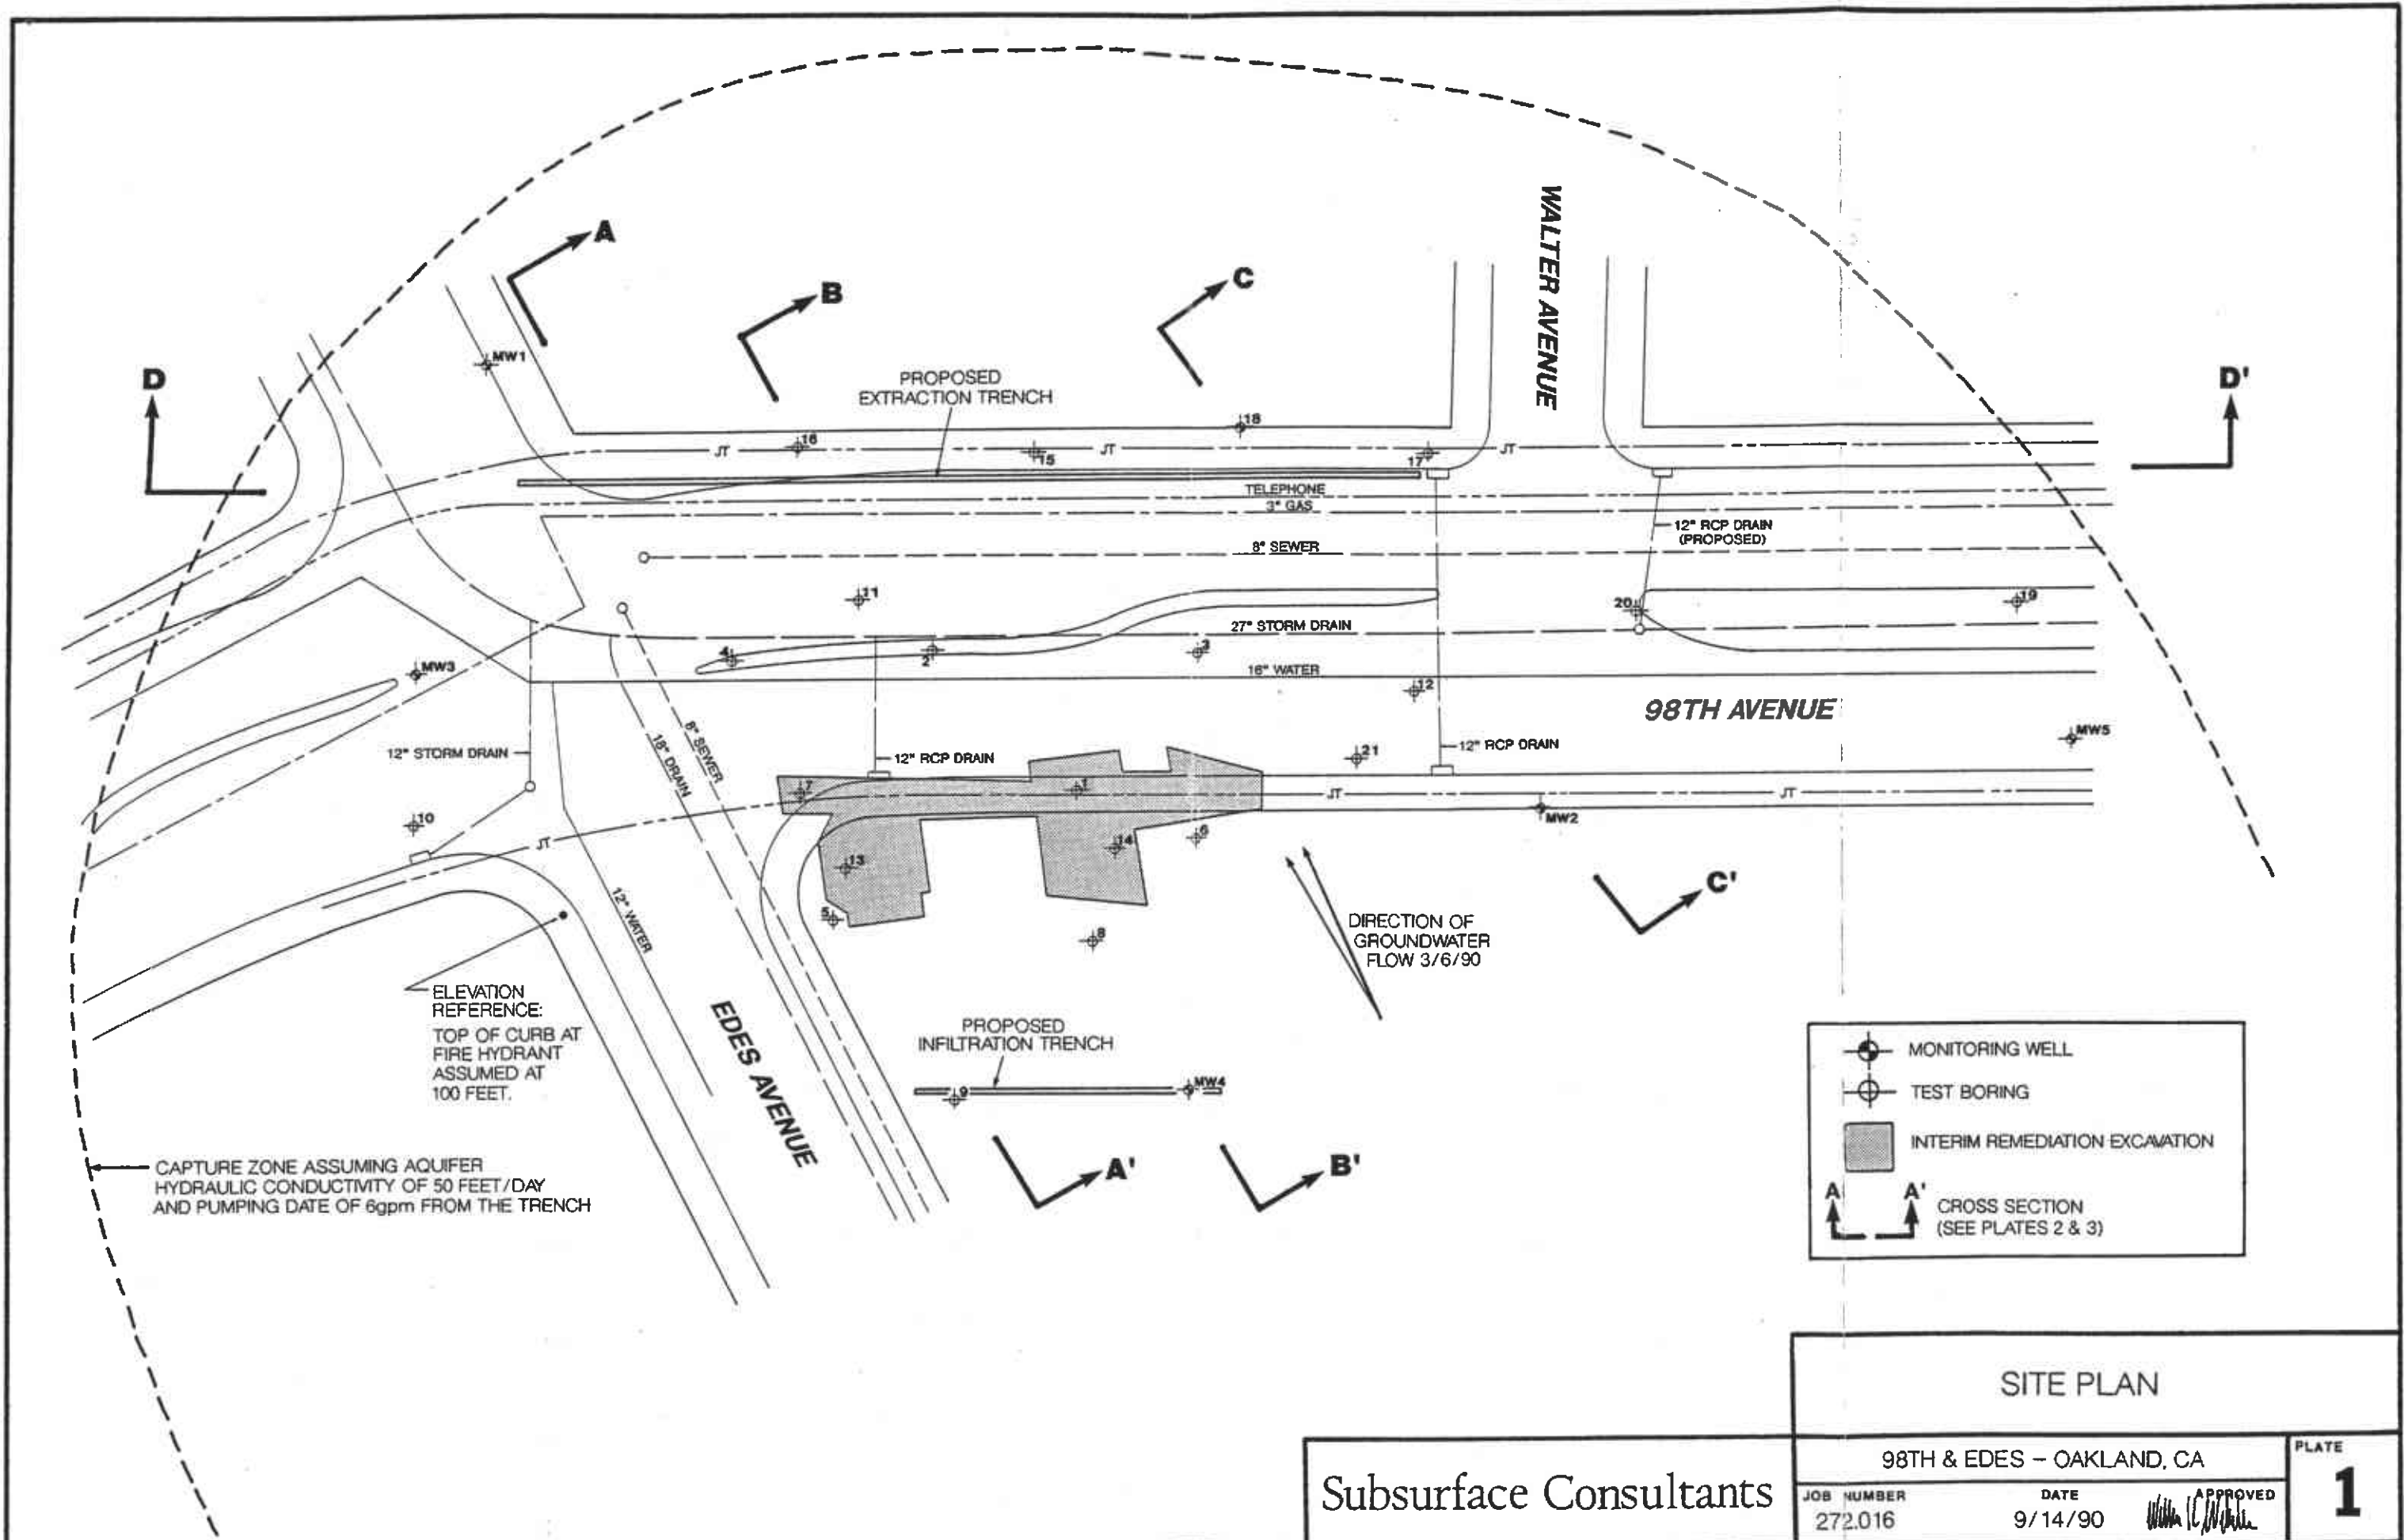 A
B
C
WALTER AVENUE
D
MW1
PROPOSED
EXTRACTION TRENCH
D'
16
JT
15
JT
18
17
JT
TELEPHONE
3" GAS
12" RCP DRAIN
(PROPOSED)
8" SEWER
11
20
19
27" STORM DRAIN
4
2
3
MW3
16" WATER
12
98TH AVENUE
MW5
12" STORM DRAIN
18" DRAIN
8" SEWER
12" RCP DRAIN
21
12" RCP DRAIN
7
1
JT
JT
MW2
10
JT
6
14
13
12" WATER
5
8
C'
DIRECTION OF
GROUNDWATER
FLOW 3/6/90
ELEVATION
REFERENCE:
TOP OF CURB AT
FIRE HYDRANT
ASSUMED AT
100 FEET.
EDES AVENUE
PROPOSED
INFILTRATION TRENCH
9
MW4
A'
B'
CAPTURE ZONE ASSUMING AQUIFER
HYDRAULIC CONDUCTIVITY OF 50 FEET/DAY
AND PUMPING DATE OF 6gpm FROM THE TRENCH
MONITORING WELL
TEST BORING
INTERIM REMEDIATION EXCAVATION
A A'
CROSS SECTION
(SEE PLATES 2 & 3)
SITE PLAN
Subsurface Consultants
98TH & EDES – OAKLAND, CA
JOB NUMBER
272.016
DATE
9/14/90
APPROVED
PLATE
1